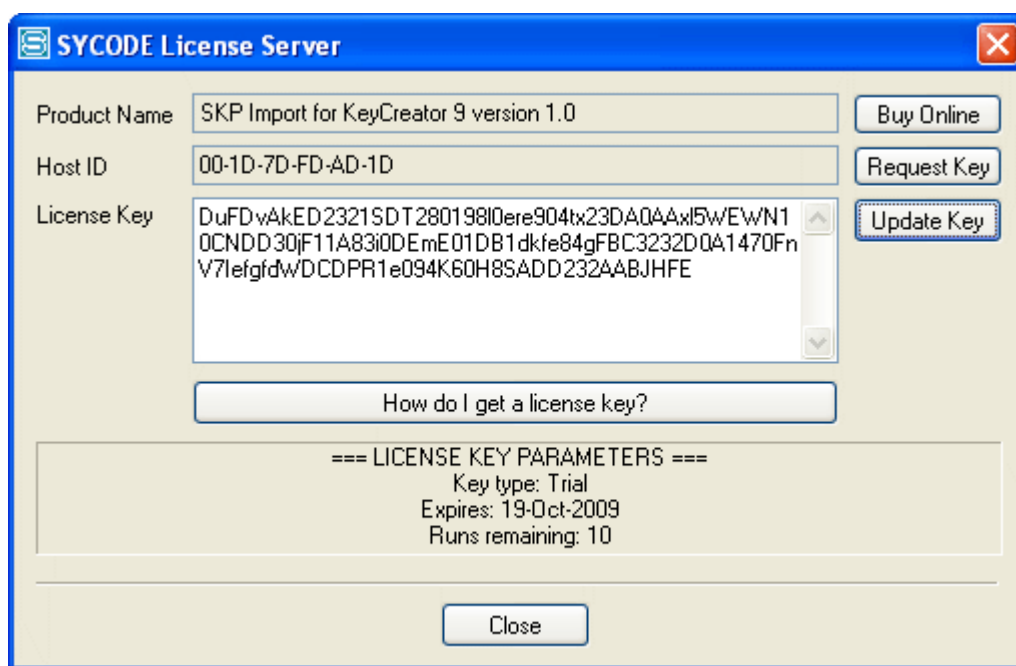 SYCODE License Server
Product Name
SKP Import for KeyCreator 9 version 1.0
Buy Online
Host ID
00-1D-7D-FD-AD-1D
Request Key
License Key
DuFDvAkED2321SDT280198I0ere904tx23DA0AAxl5WEWN1
0CNDD30jF11A83i0DEmE01DB1dkfe84gFBC3232D0A1470Fn
V7IefgfdWDCDPR1e094K60H8SADD232AABJHFE
Update Key
How do I get a license key?
=== LICENSE KEY PARAMETERS ===
Key type: Trial
Expires: 19-Oct-2009
Runs remaining: 10
Close